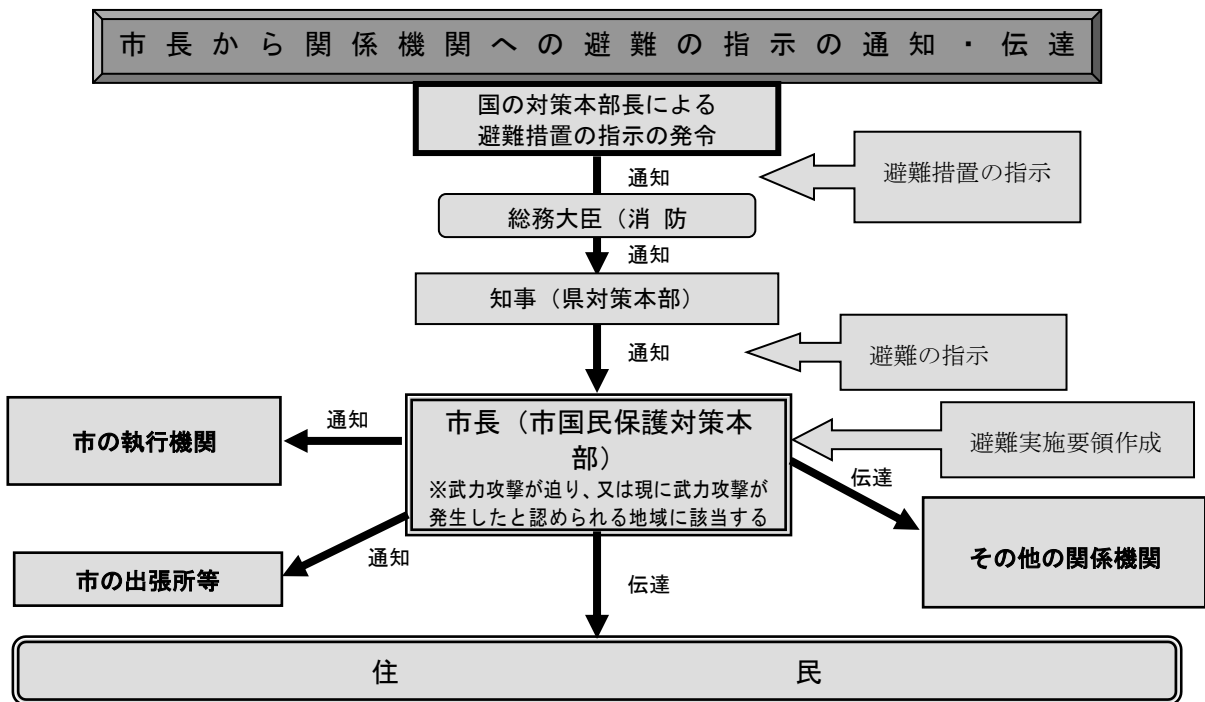 市長から関係機関への避難の指示の通知・伝達
国の対策本部長による
避難措置の指示の発令
通知
避難措置の指示
総務大臣（消 防
通知
知事（県対策本部）
通知
避難の指示
市の執行機関
通知
市長（市国民保護対策本
部）
※武力攻撃が迫り、又は現に武力攻撃が
発生したと認められる地域に該当する
避難実施要領作成
伝達
その他の関係機関
市の出張所等
通知
伝達
住 民